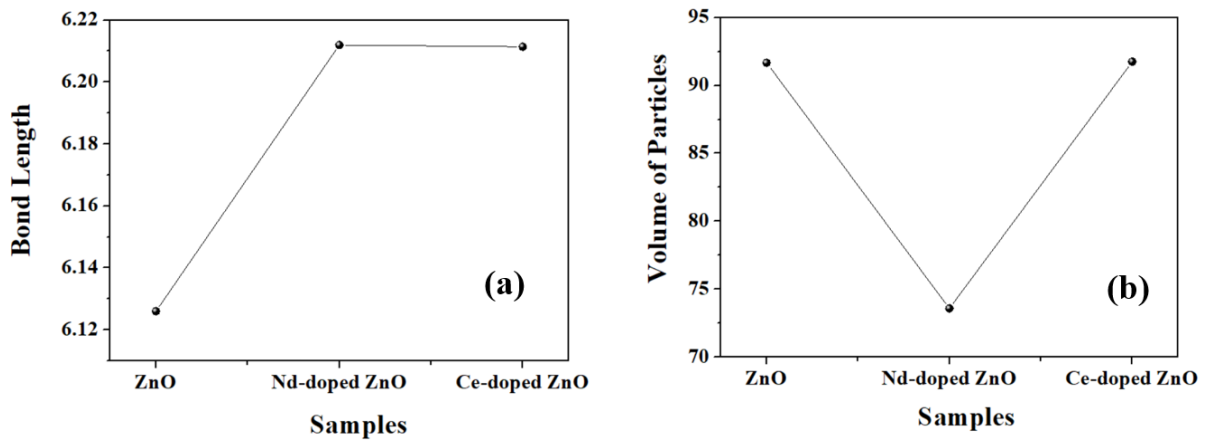 Bond Length
6.22
6.20
6.18
6.16
6.14
6.12
(a)
ZnO Nd-doped ZnO Ce-doped ZnO
Samples
Volume of Particles
95
90
85
80
75
70
(b)
ZnO Nd-doped ZnO Ce-doped ZnO
Samples